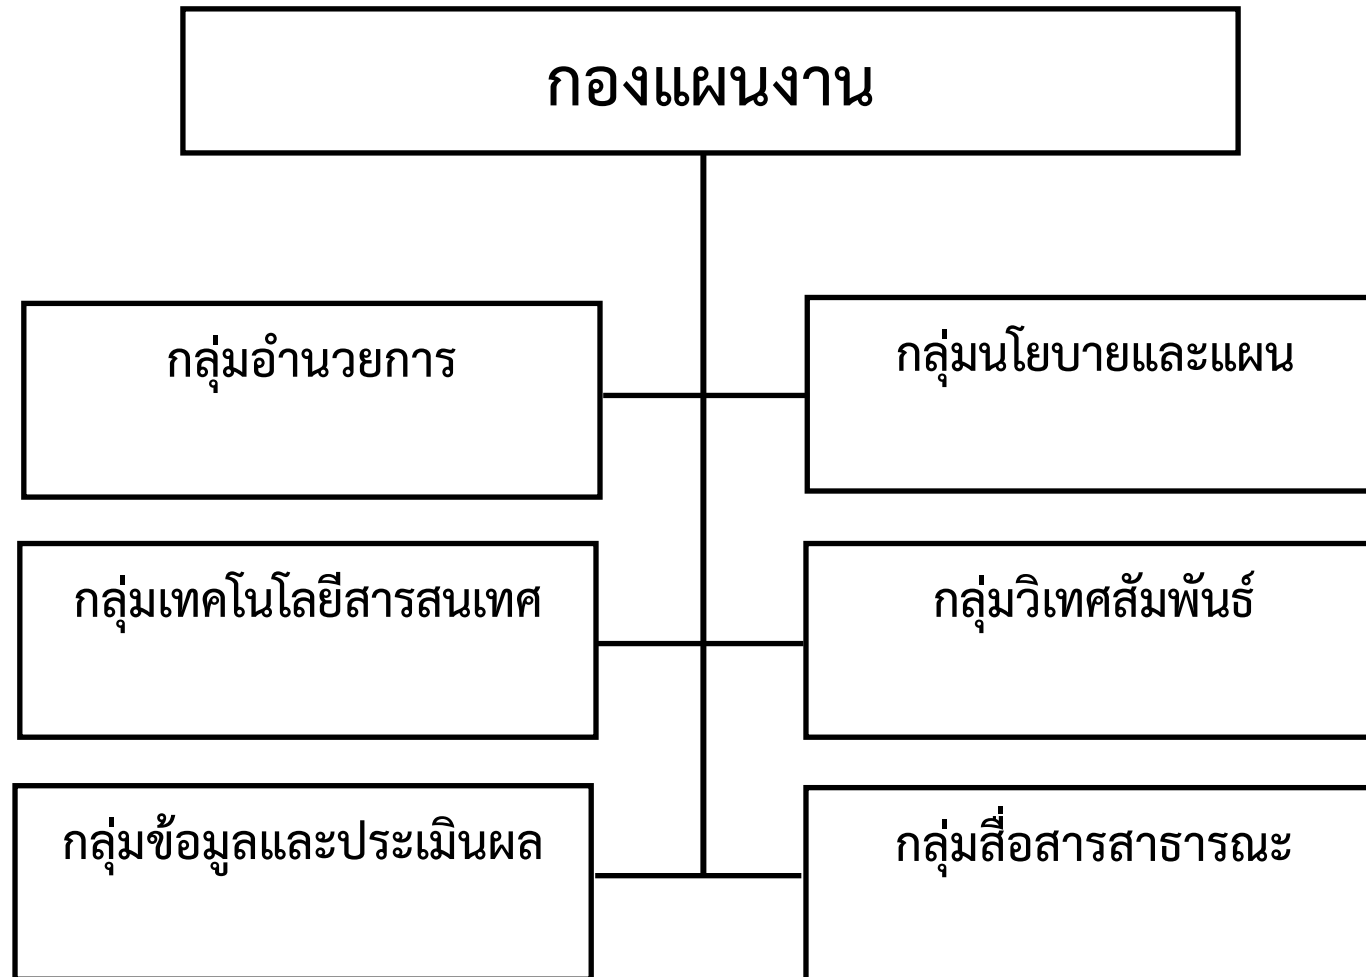 กองแผนงาน
กลุ่มอำนวยการ
กลุ่มนโยบายและแผน
กลุ่มเทคโนโลยีสารสนเทศ
กลุ่มวิเทศสัมพันธ์
กลุ่มข้อมูลและประเมินผล
กลุ่มสื่อสารสาธารณะ